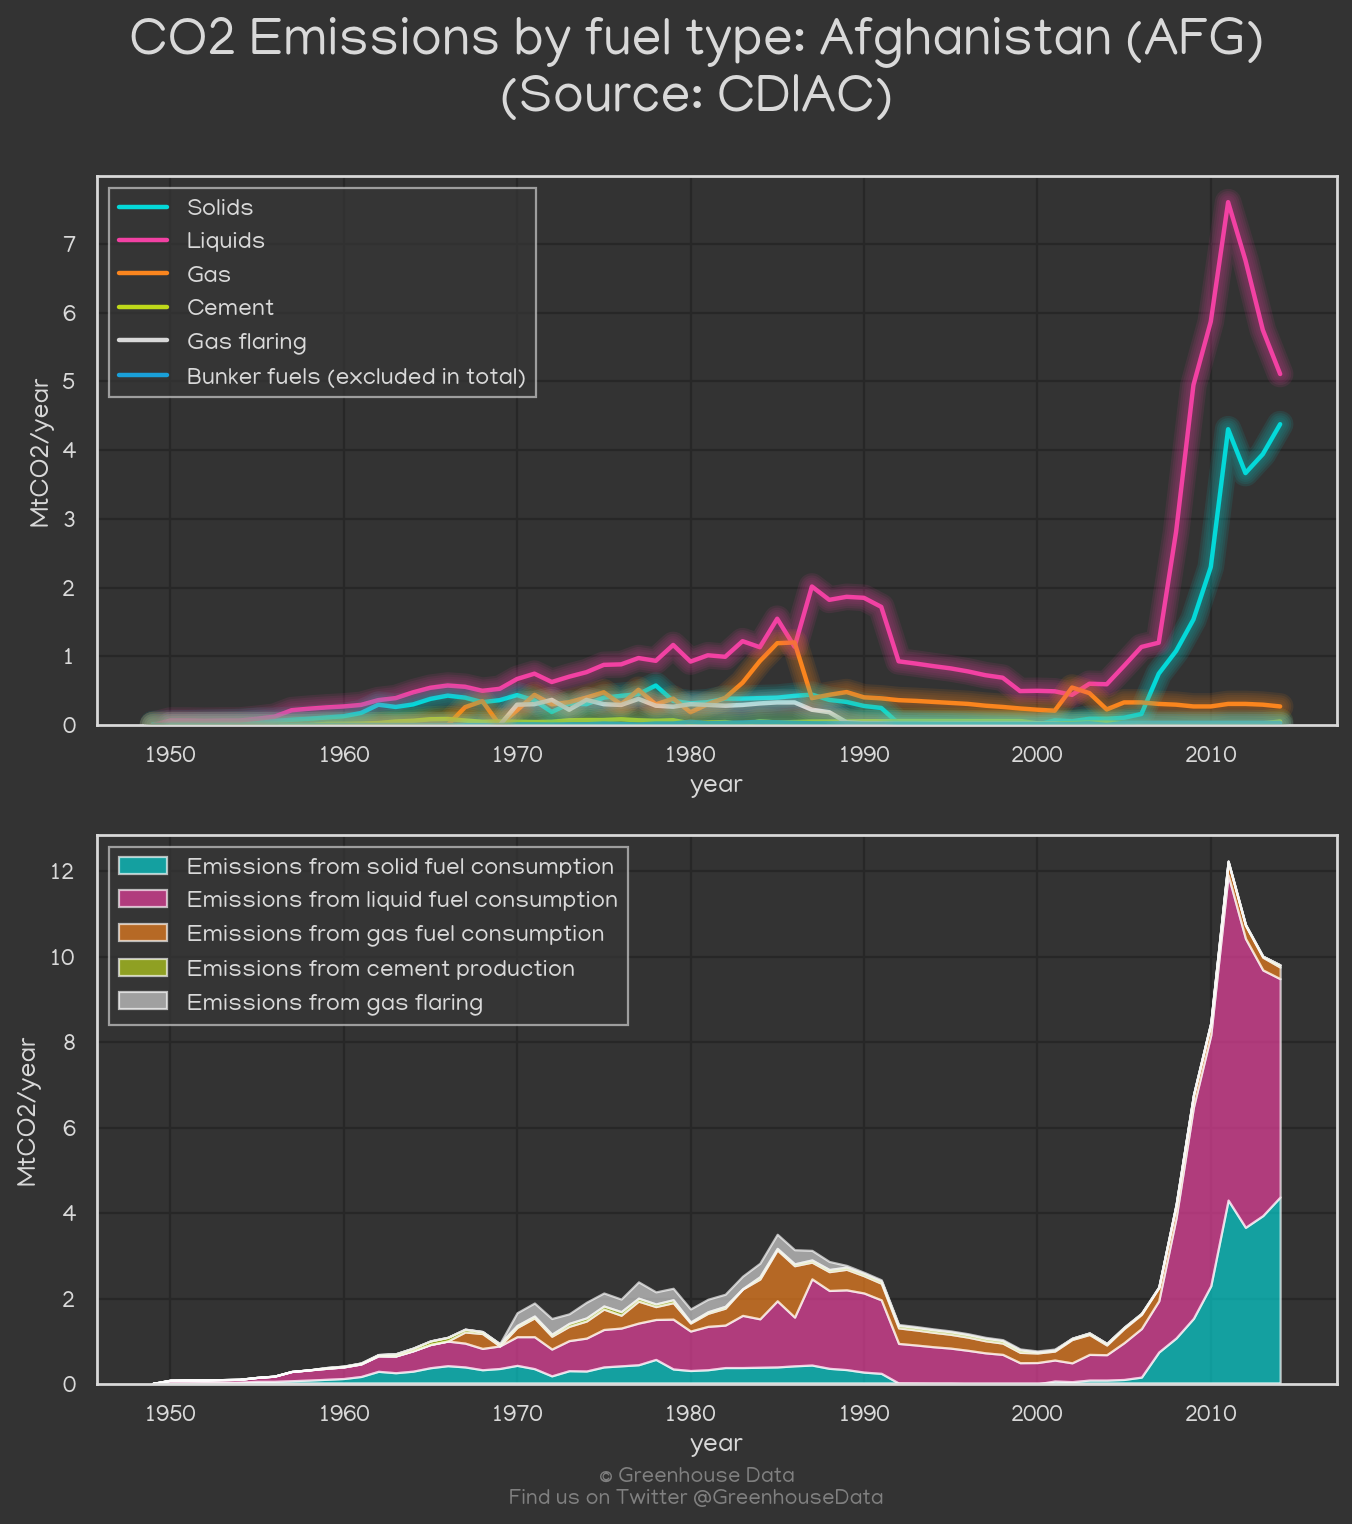 CO2 Emissions by fuel type: Afghanistan (AFG)
(Source: CDIAC)
Solids
Liquids
Gas
Cement
Gas flaring
Bunker fuels (excluded in total)
MtCO2/year
7
6
5
4
3
2
1
0
1950 1960 1970 1980 1990 2000 2010
year
Emissions from solid fuel consumption
Emissions from liquid fuel consumption
Emissions from gas fuel consumption
Emissions from cement production
Emissions from gas flaring
MtCO2/year
12
10
8
6
4
2
0
1950 1960 1970 1980 1990 2000 2010
year
© Greenhouse Data
Find us on Twitter @GreenhouseData